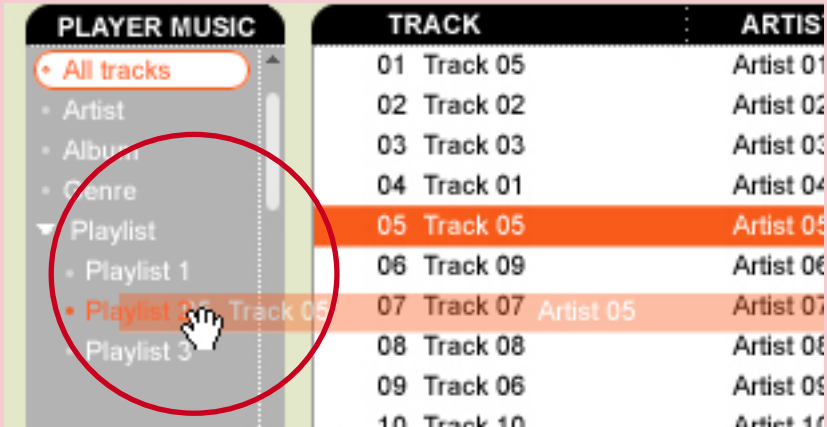 PLAYER MUSIC
All tracks
Artist
Album
Genre
Playlist
Playlist 1
Playlist 2
Playlist 3
TRACK ARTIST
01 Track 05 Artist 01
02 Track 02 Artist 02
03 Track 03 Artist 03
04 Track 01 Artist 04
05 Track 05 Artist 05
06 Track 09 Artist 06
07 Track 07 Artist 07
05 Track 05 Artist 05
08 Track 08 Artist 08
09 Track 06 Artist 09
10 Track 10 Artist 10